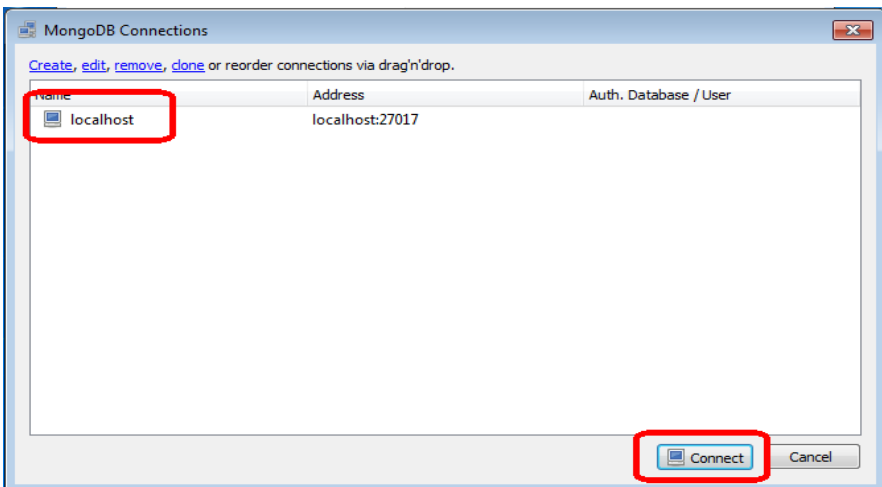 MongoDB Connections
Create, edit, remove, clone or reorder connections via drag'n'drop.
Name Address Auth. Database / User
localhost localhost:27017
Connect Cancel